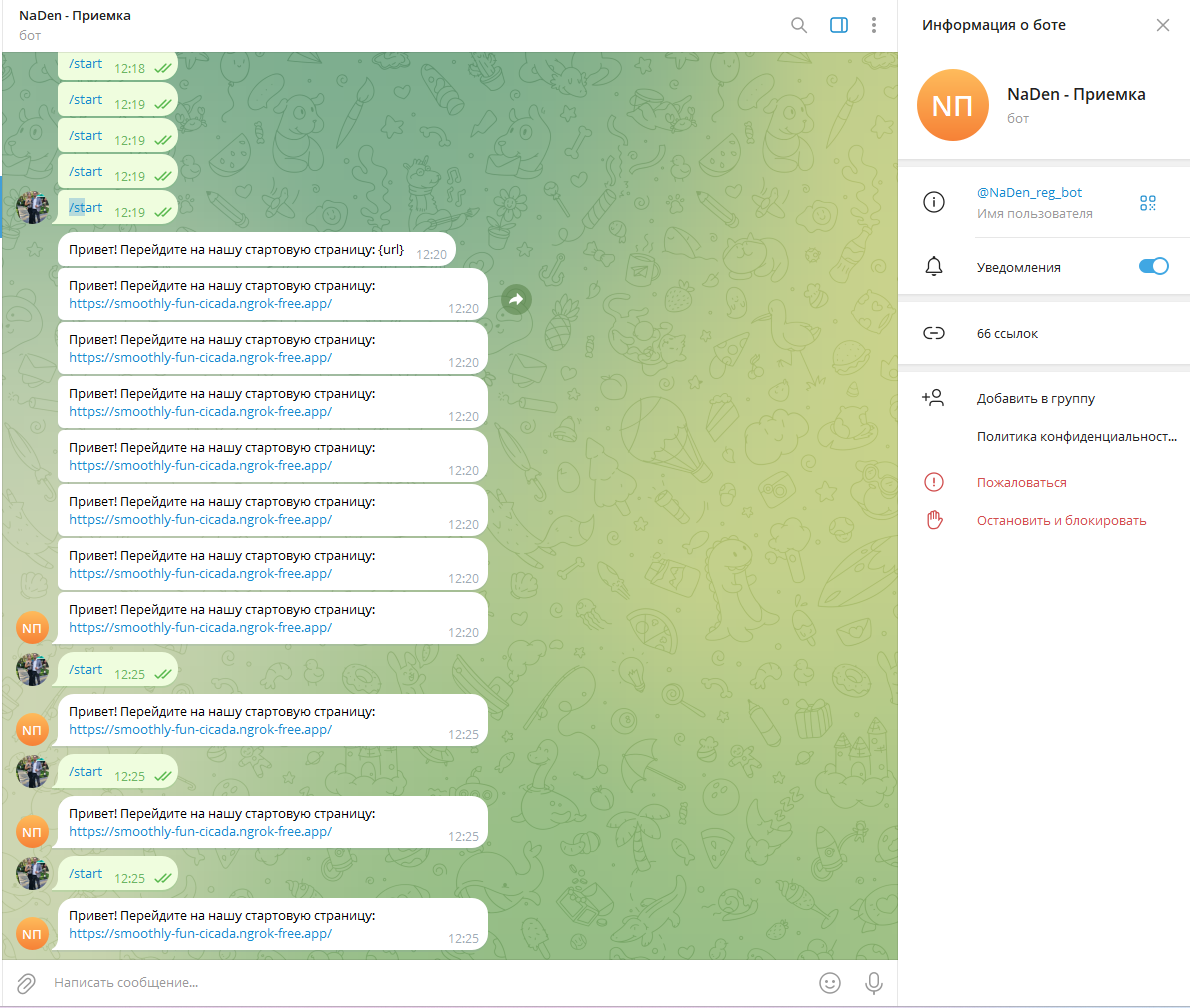 NaDen - Приемка
бот
/start 12:18
/start 12:19
/start 12:19
/start 12:19
/start 12:19
Привет! Перейдите на нашу стартовую страницу: {url} 12:20
Привет! Перейдите на нашу стартовую страницу:
https://smoothly-fun-cicada.ngrok-free.app/ 12:20
Привет! Перейдите на нашу стартовую страницу:
https://smoothly-fun-cicada.ngrok-free.app/ 12:20
Привет! Перейдите на нашу стартовую страницу:
https://smoothly-fun-cicada.ngrok-free.app/ 12:20
Привет! Перейдите на нашу стартовую страницу:
https://smoothly-fun-cicada.ngrok-free.app/ 12:20
Привет! Перейдите на нашу стартовую страницу:
https://smoothly-fun-cicada.ngrok-free.app/ 12:20
Привет! Перейдите на нашу стартовую страницу:
https://smoothly-fun-cicada.ngrok-free.app/ 12:20
Привет! Перейдите на нашу стартовую страницу:
https://smoothly-fun-cicada.ngrok-free.app/ 12:20
NП
/start 12:25
Привет! Перейдите на нашу стартовую страницу:
https://smoothly-fun-cicada.ngrok-free.app/ 12:25
NП
/start 12:25
Привет! Перейдите на нашу стартовую страницу:
https://smoothly-fun-cicada.ngrok-free.app/ 12:25
NП
/start 12:25
Привет! Перейдите на нашу стартовую страницу:
https://smoothly-fun-cicada.ngrok-free.app/ 12:25
NП
Написать сообщение...
Информация о боте
NП
NaDen - Приемка
бот
@NaDen_reg_bot
Имя пользователя
Уведомления
66 ссылок
Добавить в группу
Политика конфиденциальност...
Пожаловаться
Остановить и блокировать